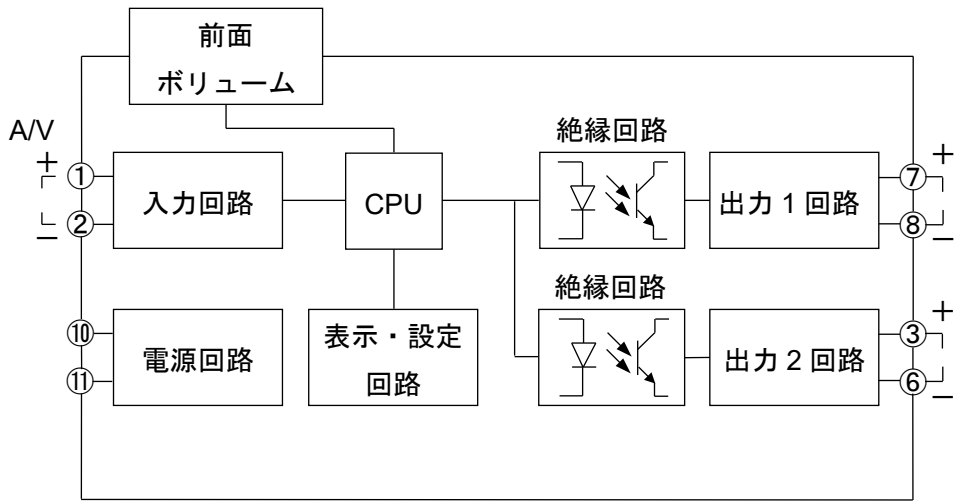 前面
ボリューム
A/V
+
①
②
−
入力回路
CPU
絶縁回路
出力1回路
+
⑦
⑧
−
⑩
⑪
電源回路
表示・設定
回路
絶縁回路
出力2回路
+
③
⑥
−